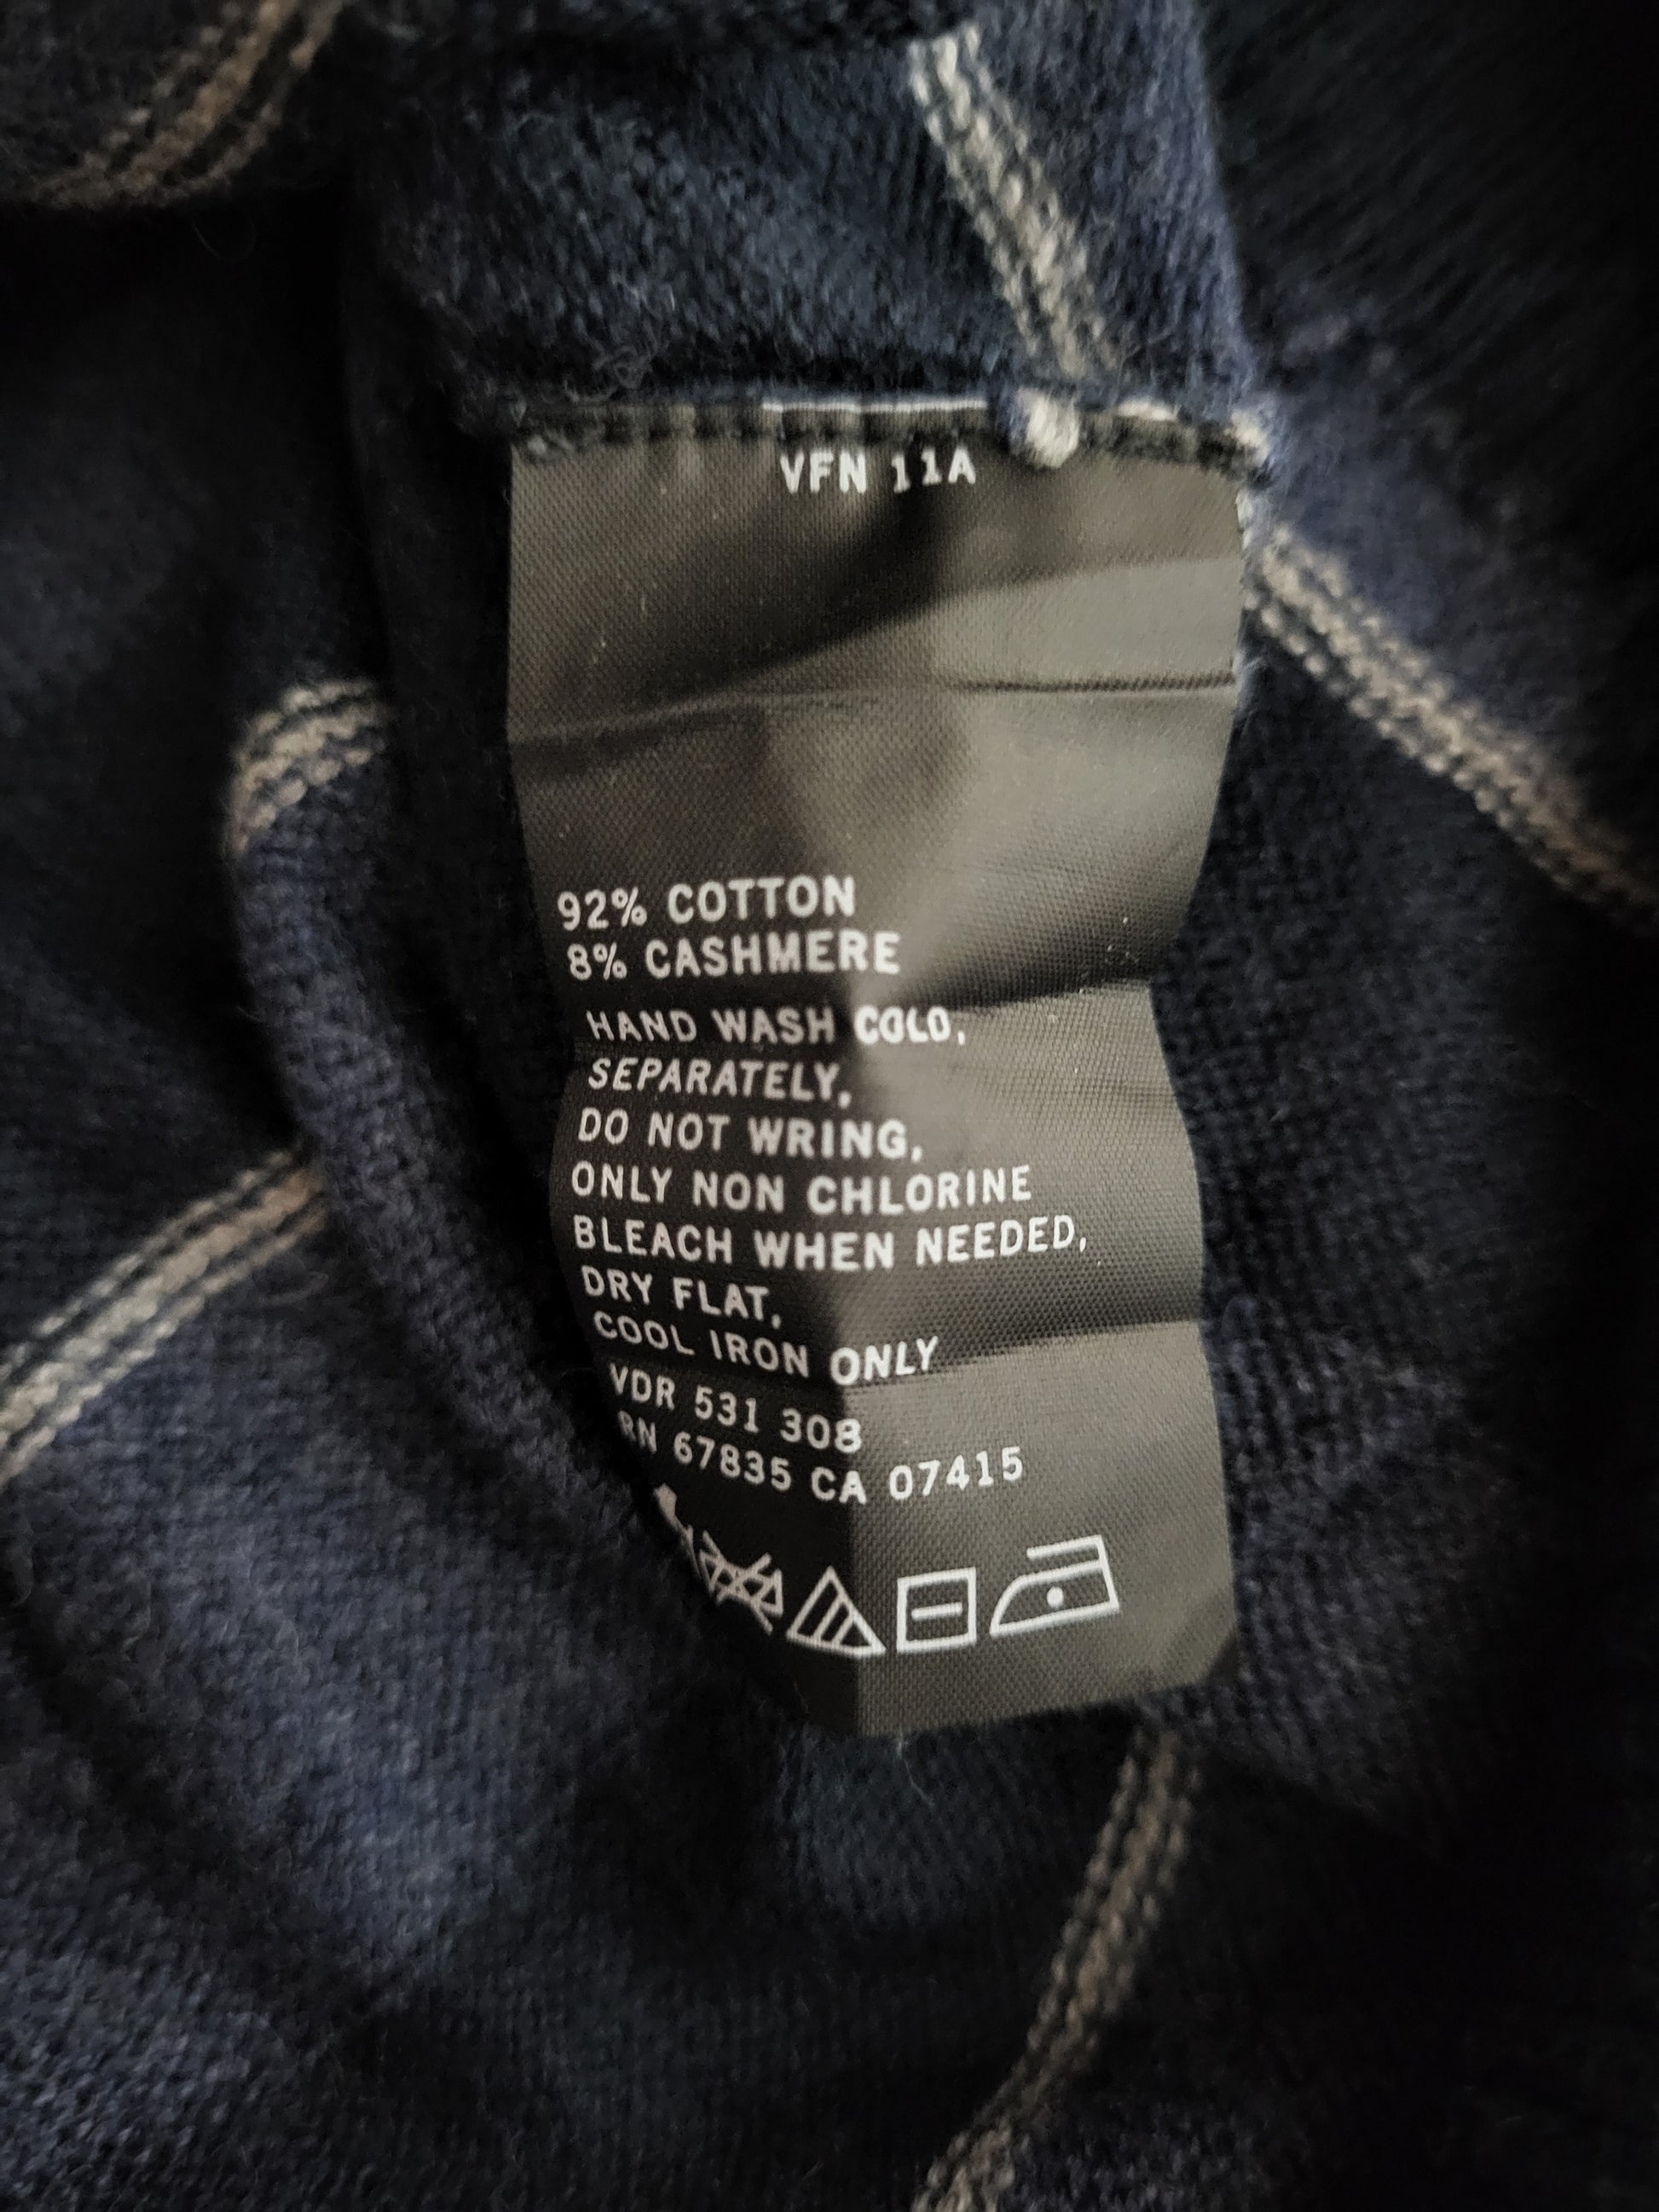 VFN 11A
92% COTTON
8% CASHMERE
HAND WASH COLD,
SEPARATELY,
DO NOT WRING,
ONLY NON CHLORINE
BLEACH WHEN NEEDED,
DRY FLAT,
COOL IRON ONLY
VDR 531 308
RN 67835 CA 07415